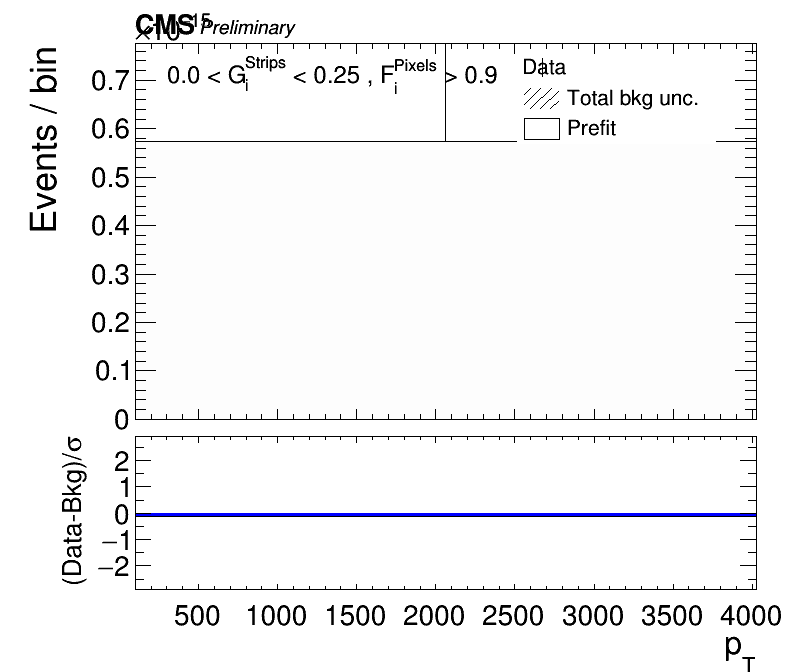 CMS Preliminary
×10^15
0.0 < G_i^Strips < 0.25 , F_i^Pixels > 0.9
Data
Total bkg unc.
Prefit
Events / bin
0.7
0.6
0.5
0.4
0.3
0.2
0.1
0
(Data-Bkg)/σ
2
1
0
−1
−2
500 1000 1500 2000 2500 3000 3500 4000
p_T